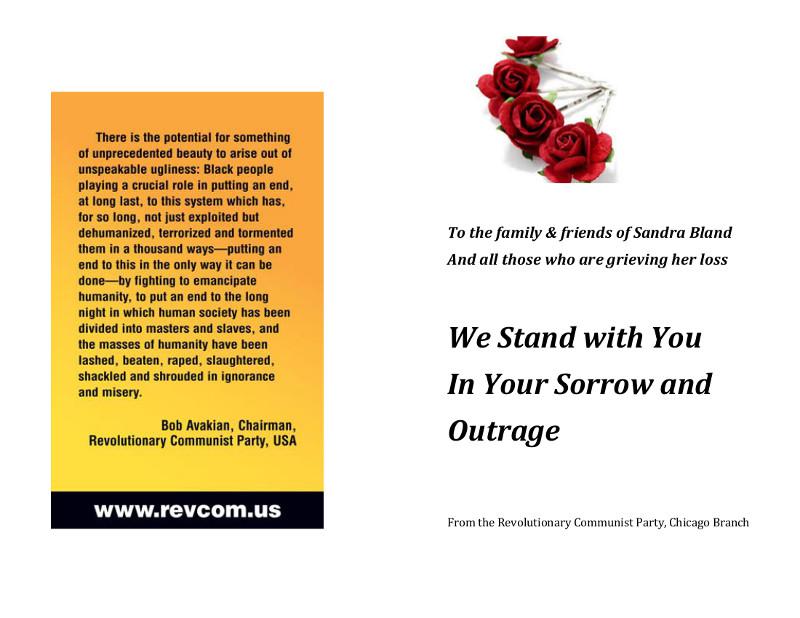 There is the potential for something
of unprecedented beauty to arise out of
unspeakable ugliness: Black people
playing a crucial role in putting an end,
at long last, to this system which has,
for so long, not just exploited but
dehumanized, terrorized and tormented
them in a thousand ways—putting an
end to this in the only way it can be
done—by fighting to emancipate
humanity, to put an end to the long
night in which human society has been
divided into masters and slaves, and
the masses of humanity have been
lashed, beaten, raped, slaughtered,
shackled and shrouded in ignorance
and misery.
Bob Avakian, Chairman,
Revolutionary Communist Party, USA
www.revcom.us
To the family & friends of Sandra Bland
And all those who are grieving her loss
We Stand with You
In Your Sorrow and
Outrage
From the Revolutionary Communist Party, Chicago Branch